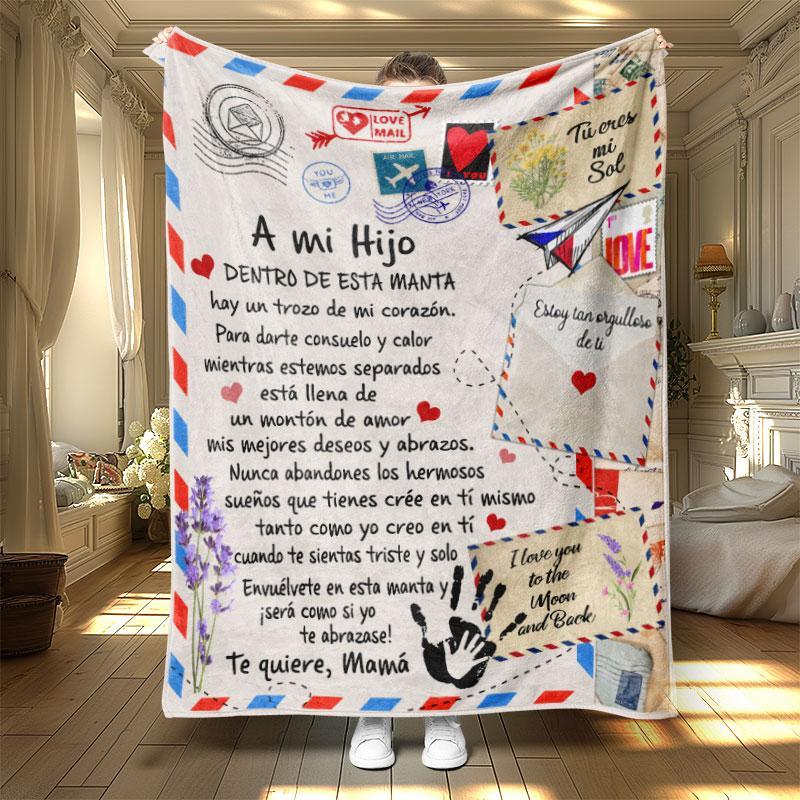 LOVE
MAIL
YOU
ME
AIR MAIL
YOU
NEW YORK
Tú eres
mi
Sol
1st
LOVE
A mi Hijo
DENTRO DE ESTA MANTA
hay un trozo de mi corazón.
Para darte consuelo y calor
mientras estemos separados
está llena de
un montón de amor
mis mejores deseos y abrazos.
Nunca abandones los hermosos
sueños que tienes crée en tí mismo
tanto como yo creo en tí
cuando te sientas triste y solo
Envuélvete en esta manta y
¡será como si yo
te abrazase!
Te quiere, Mamá
Estoy tan orgulloso
de ti
I love you
to the
Moon
and Back